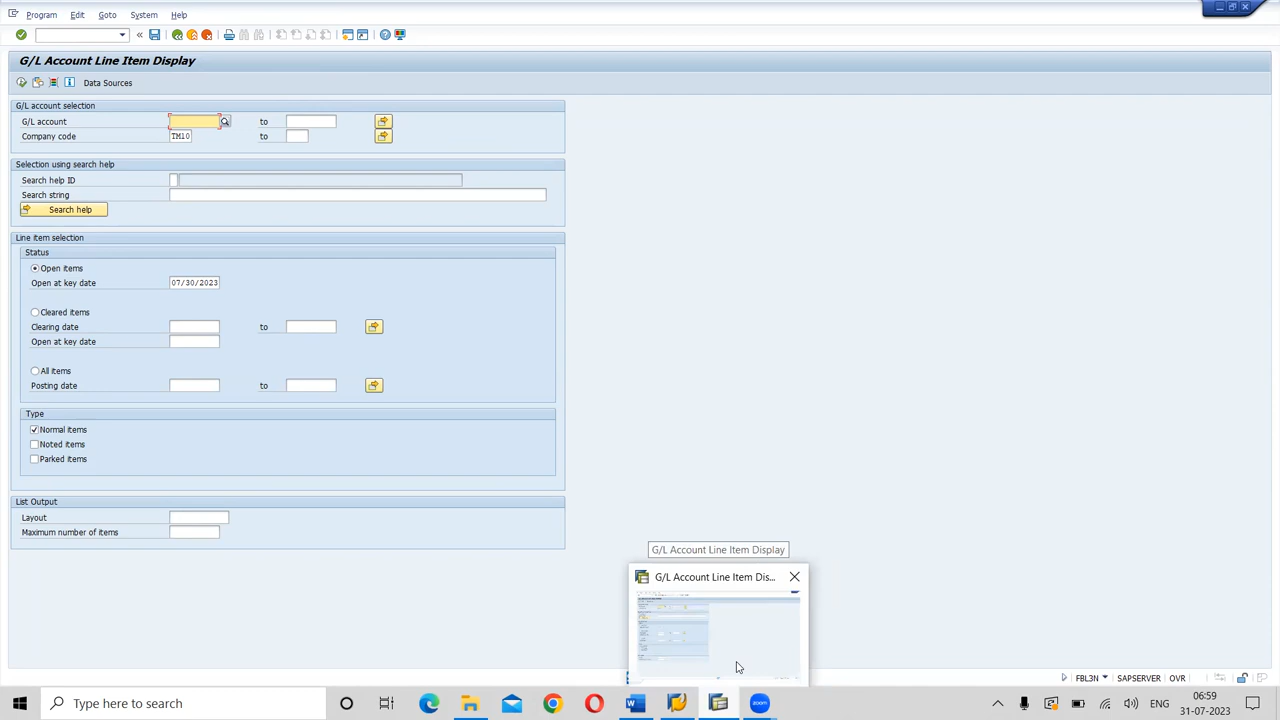 Program Edit Goto System Help
G/L Account Line Item Display
Data Sources
G/L account selection
G/L account to
Company code TM10 to
Selection using search help
Search help ID
Search string
Search help
Line item selection
Status
Open items
Open at key date 07/30/2023
Cleared items
Clearing date to
Open at key date
All items
Posting date to
Type
Normal items
Noted items
Parked items
List Output
Layout
Maximum number of items
G/L Account Line Item Display
G/L Account Line Item Dis...
FBL3N SAPSERVER OVR
Type here to search
ENG
06:59
31-07-2023